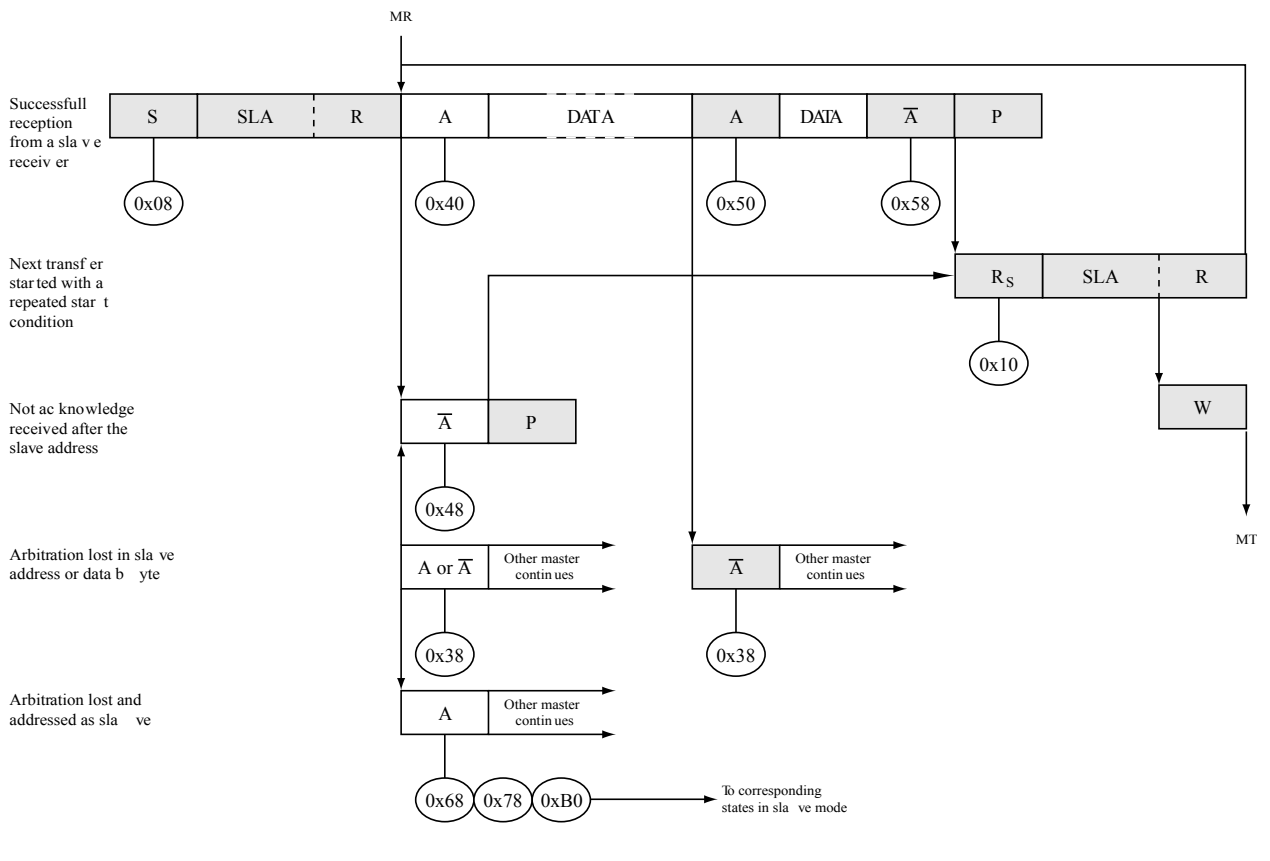 MR
Successfull
reception
from a sla v e
receiv er
S SLA R A DATA A DATA A̅ P
0x08 0x40 0x50 0x58
Next transf er
star ted with a
repeated star t
condition
RS SLA R
0x10
Not ac knowledge
received after the
slave address
A̅ P
W
0x48
MT
Arbitration lost in sla ve
address or data b yte
A or A̅ Other master
contin ues
A̅ Other master
contin ues
0x38 0x38
Arbitration lost and
addressed as sla ve
A Other master
contin ues
0x68 0x78 0xB0
To corresponding
states in sla ve mode